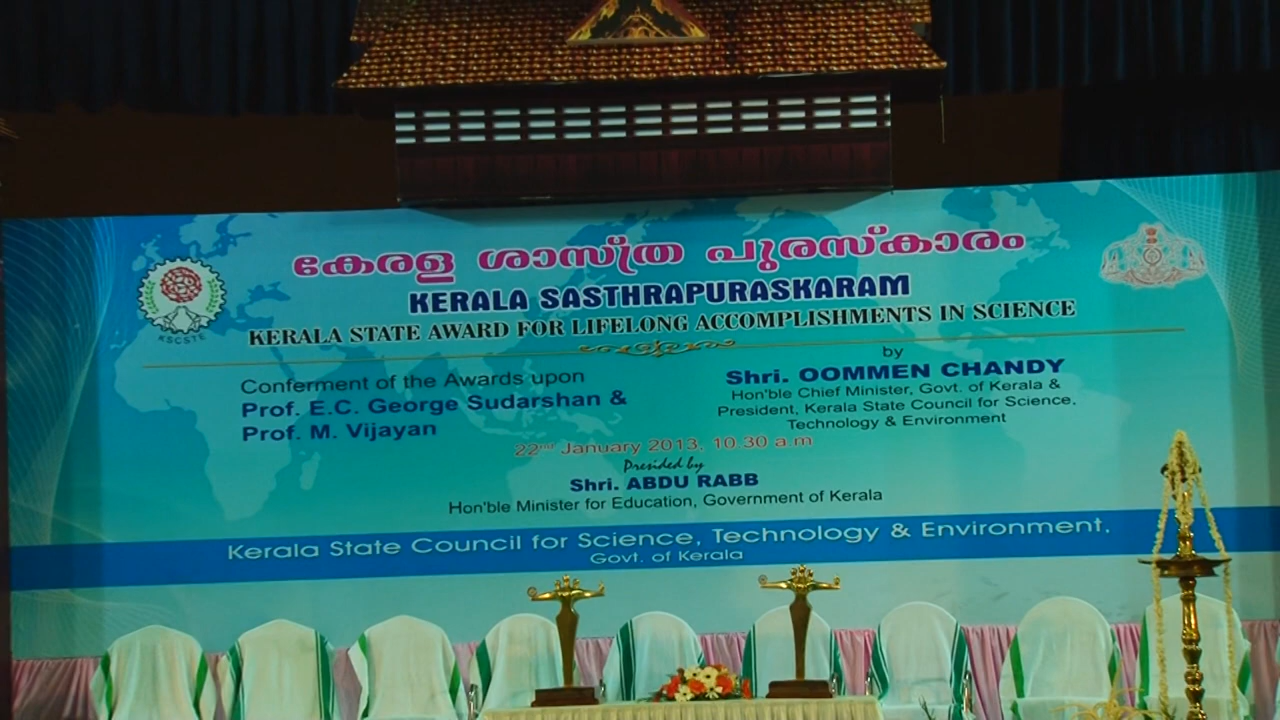 കേരള ശാസ്ത്ര പുരസ്കാരം
KERALA SASTHRAPURASKARAM
KERALA STATE AWARD FOR LIFELONG ACCOMPLISHMENTS IN SCIENCE
KSCSTE
Conferment of the Awards upon
Prof. E.C. George Sudarshan &
Prof. M. Vijayan
by
Shri. OOMMEN CHANDY
Hon'ble Chief Minister, Govt. of Kerala &
President, Kerala State Council for Science,
Technology & Environment
22nd January 2013, 10.30 a.m
Presided by
Shri. ABDU RABB
Hon'ble Minister for Education, Government of Kerala
Kerala State Council for Science, Technology & Environment.
Govt. of Kerala